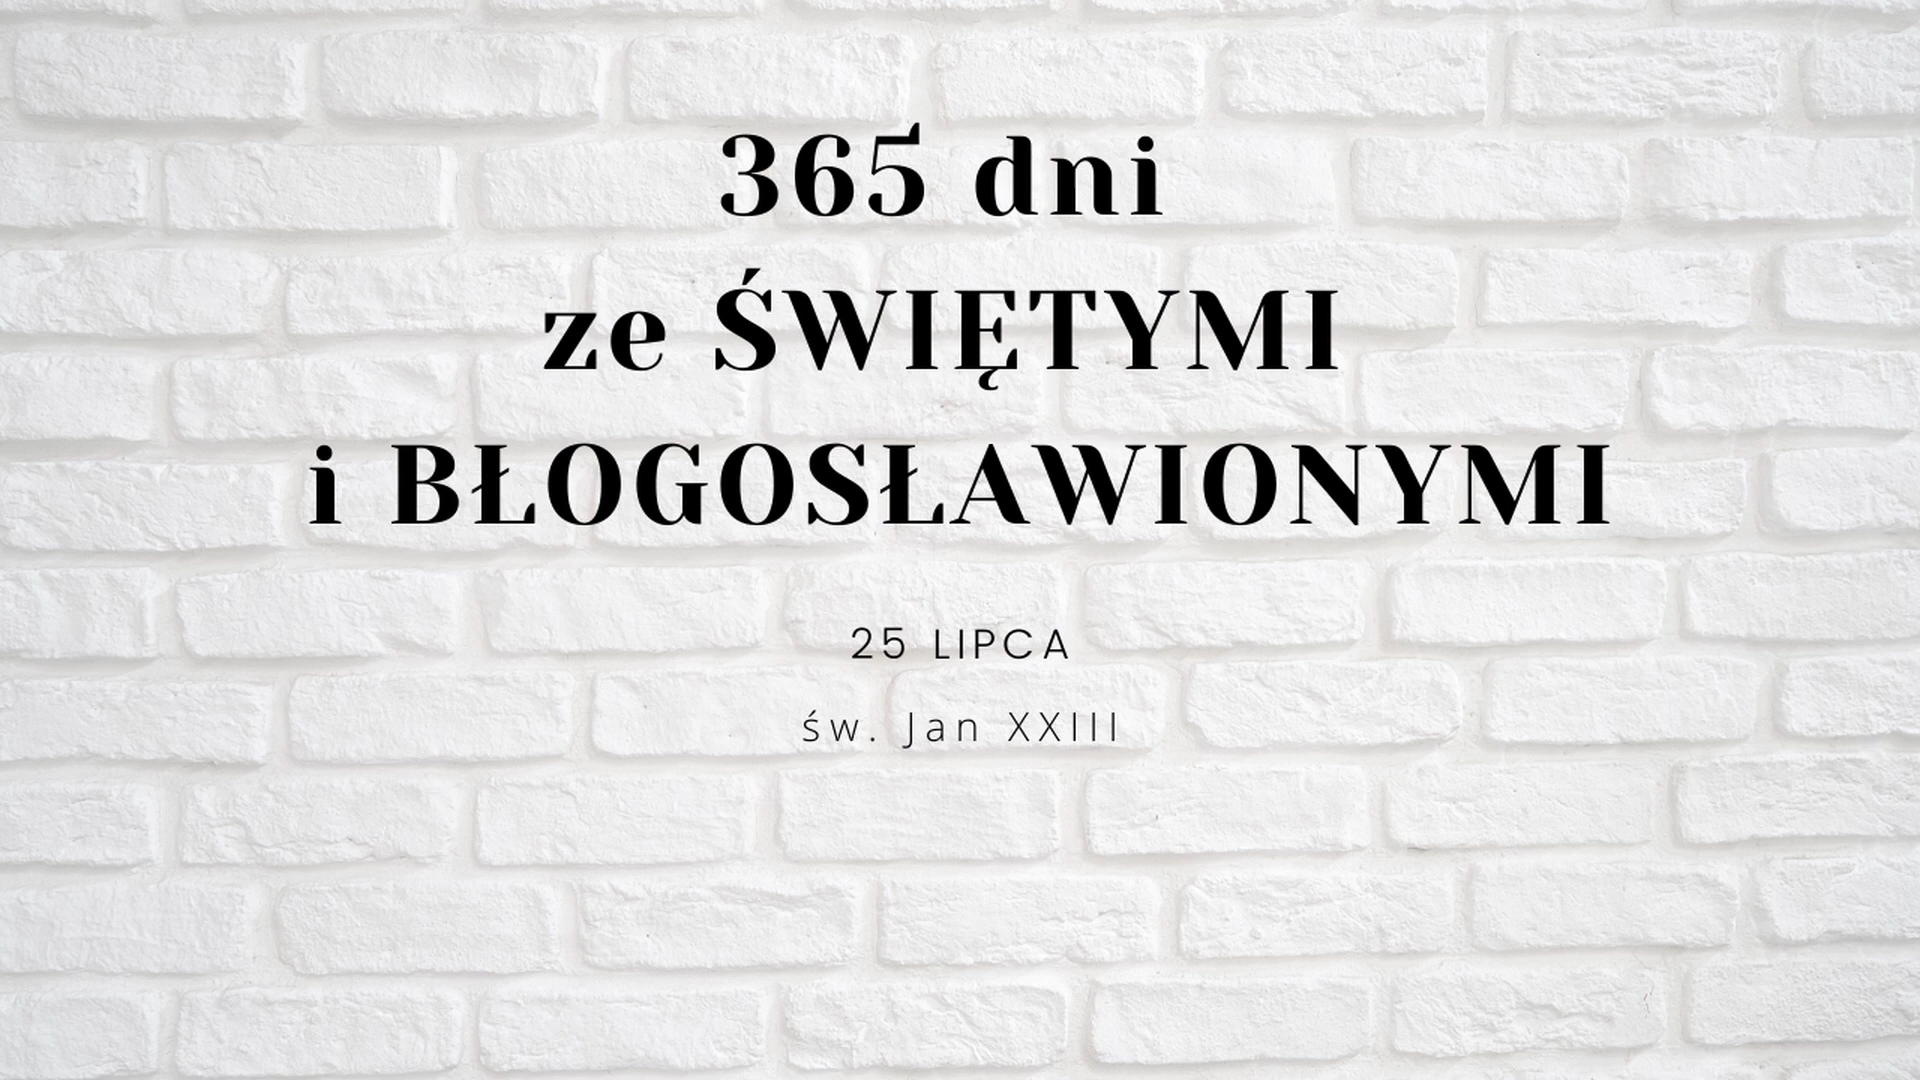 365 dni
ze ŚWIĘTYMI
i BŁOGOSŁAWIONYMI
25 LIPCA
św. Jan XXIII